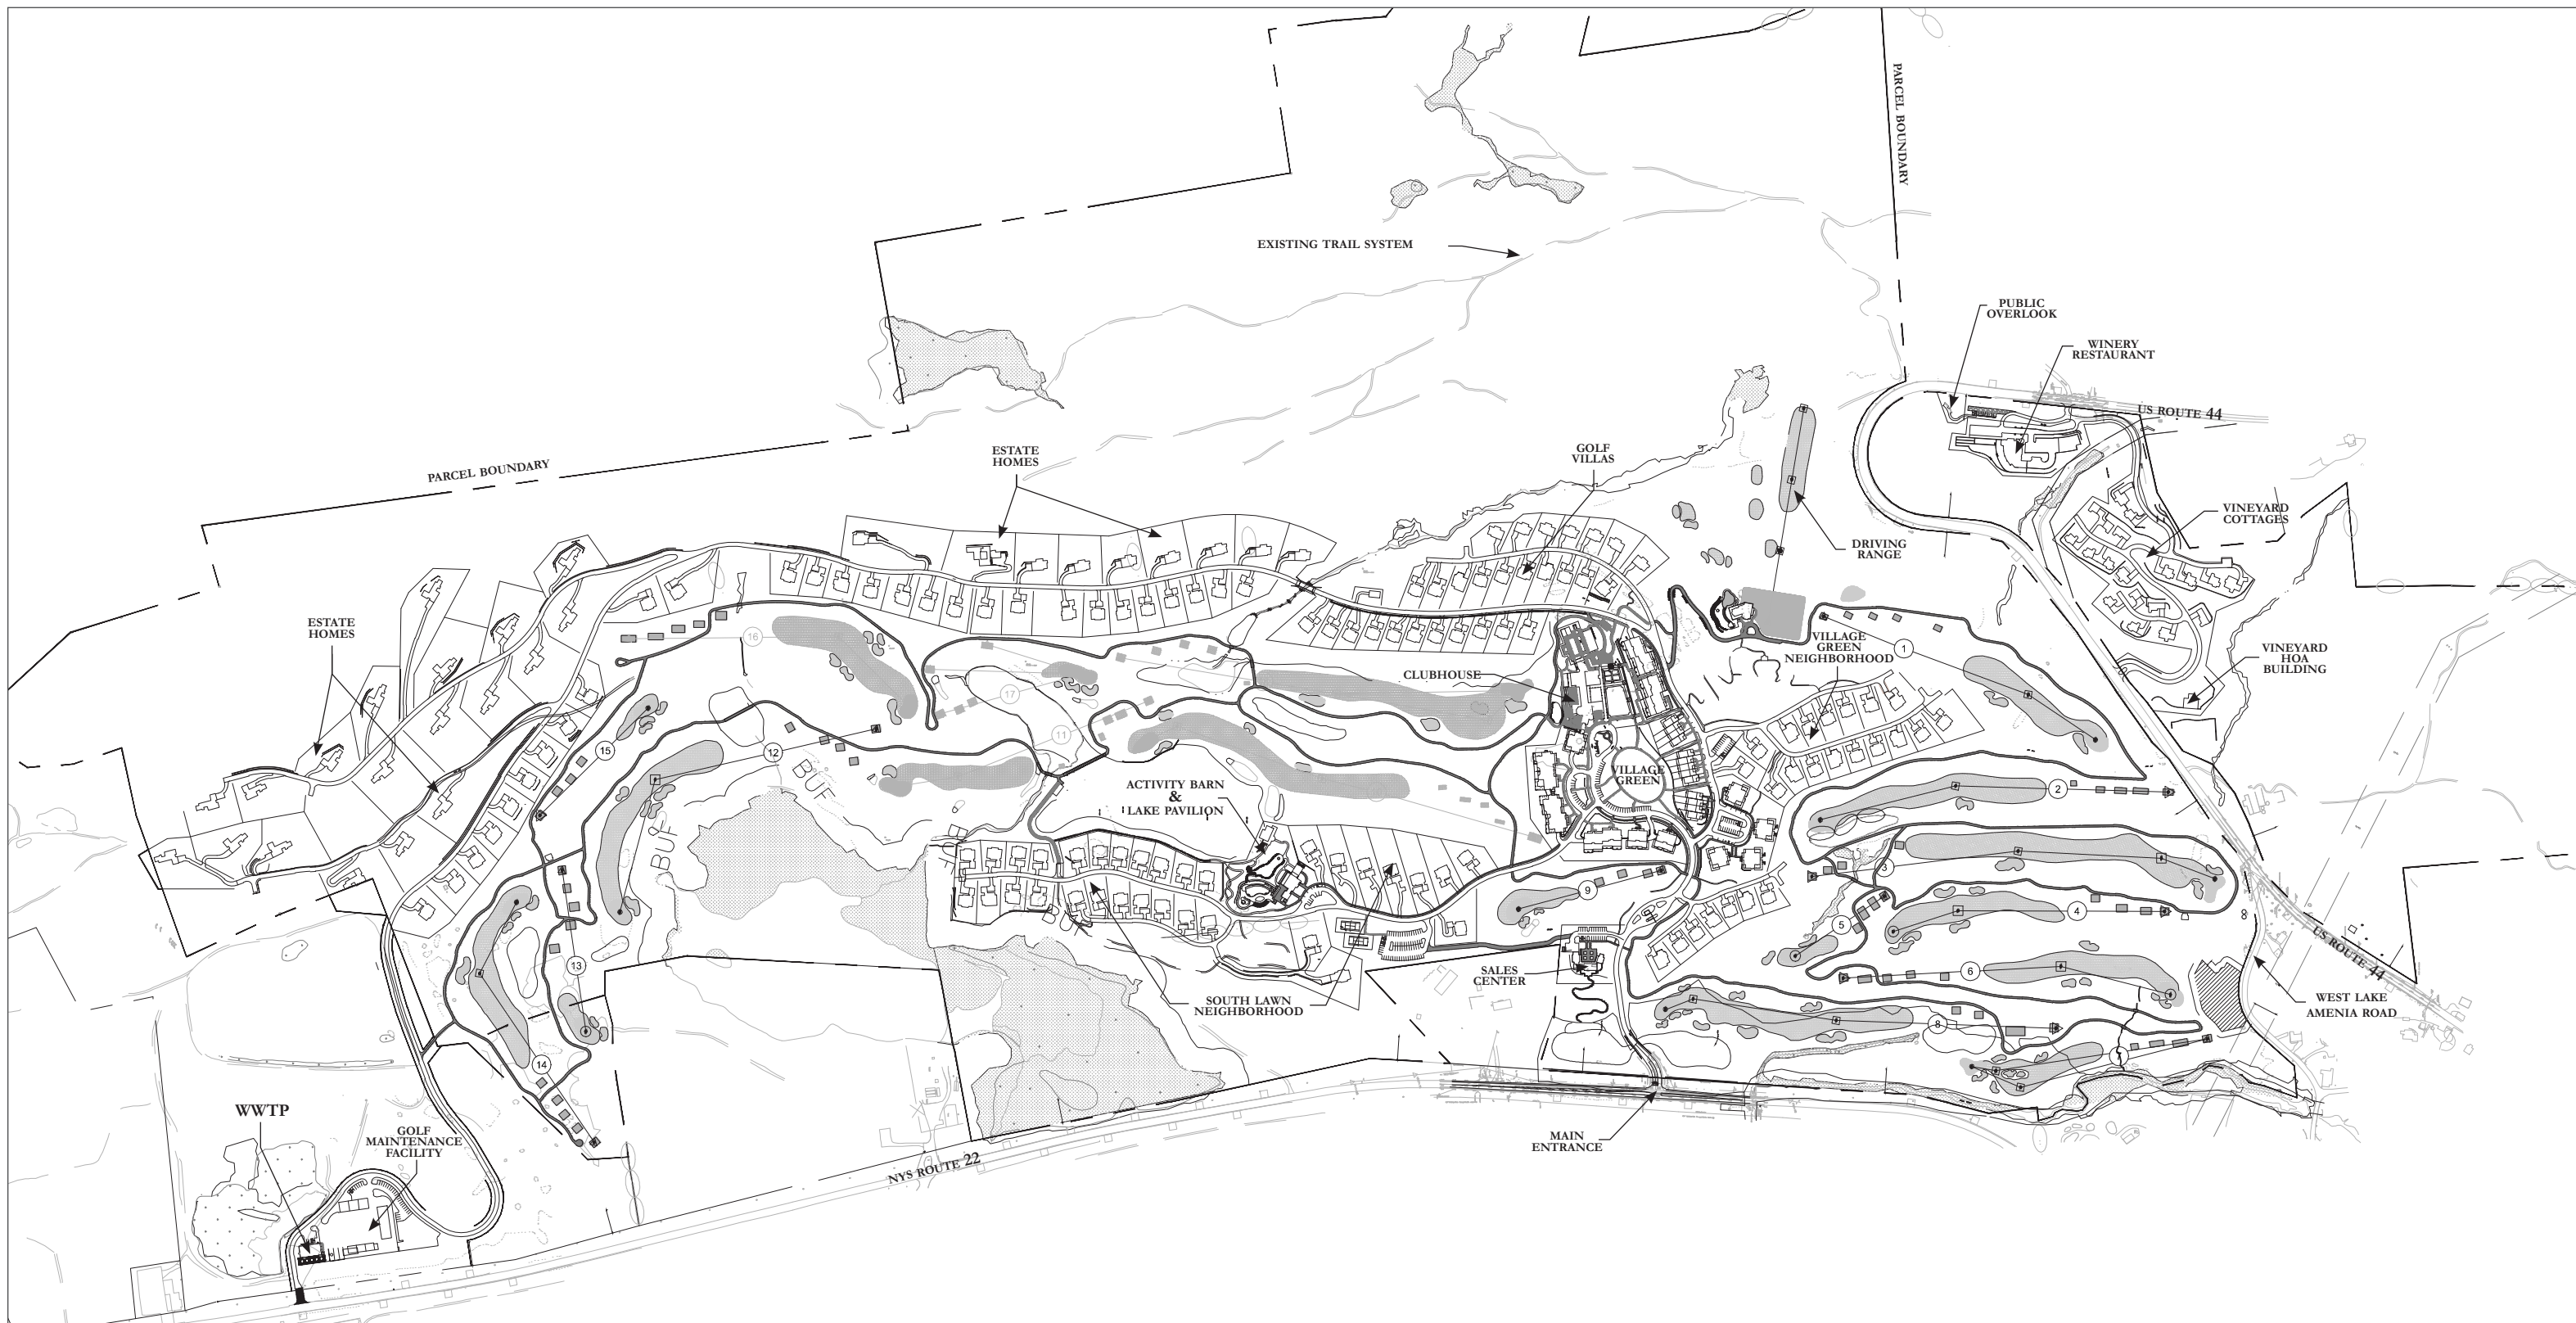 PARCEL BOUNDARY
EXISTING TRAIL SYSTEM
PUBLIC
OVERLOOK
WINERY
RESTAURANT
US ROUTE 44
PARCEL BOUNDARY
ESTATE
HOMES
GOLF
VILLAS
DRIVING
RANGE
VINEYARD
COTTAGES
ESTATE
HOMES
16
17
11
15
12
BUF
BUF
CLUBHOUSE
VILLAGE
GREEN
NEIGHBORHOOD
1
VINEYARD
HOA
BUILDING
VILLAGE
GREEN
ACTIVITY BARN
&
LAKE PAVILION
2
3
9
4
5
6
13
14
SOUTH LAWN
NEIGHBORHOOD
SALES
CENTER
US ROUTE 44
WEST LAKE
AMENIA ROAD
8
7
WWTP
GOLF
MAINTENANCE
FACILITY
NYS ROUTE 22
MAIN
ENTRANCE